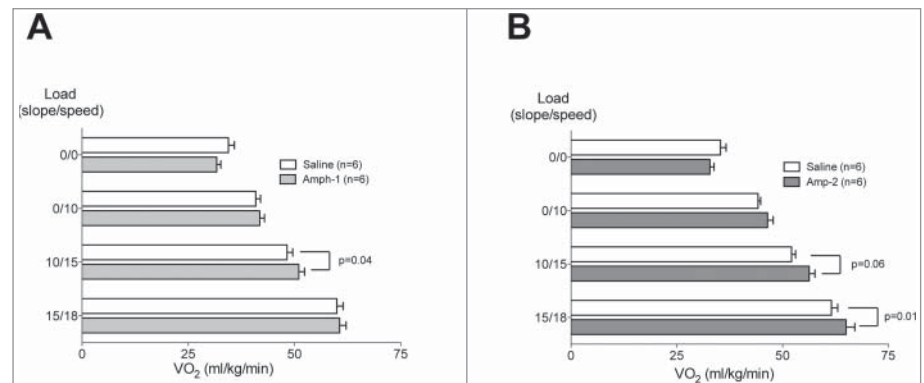 A
Load
(slope/speed)
0/0
0/10
10/15
15/18
Saline (n=6)
Amph-1 (n=6)
p=0.04
0
25
50
75
VO2 (ml/kg/min)
B
Load
(slope/speed)
0/0
0/10
10/15
15/18
Saline (n=6)
Amp-2 (n=6)
p=0.06
p=0.01
0
25
50
75
VO2 (ml/kg/min)